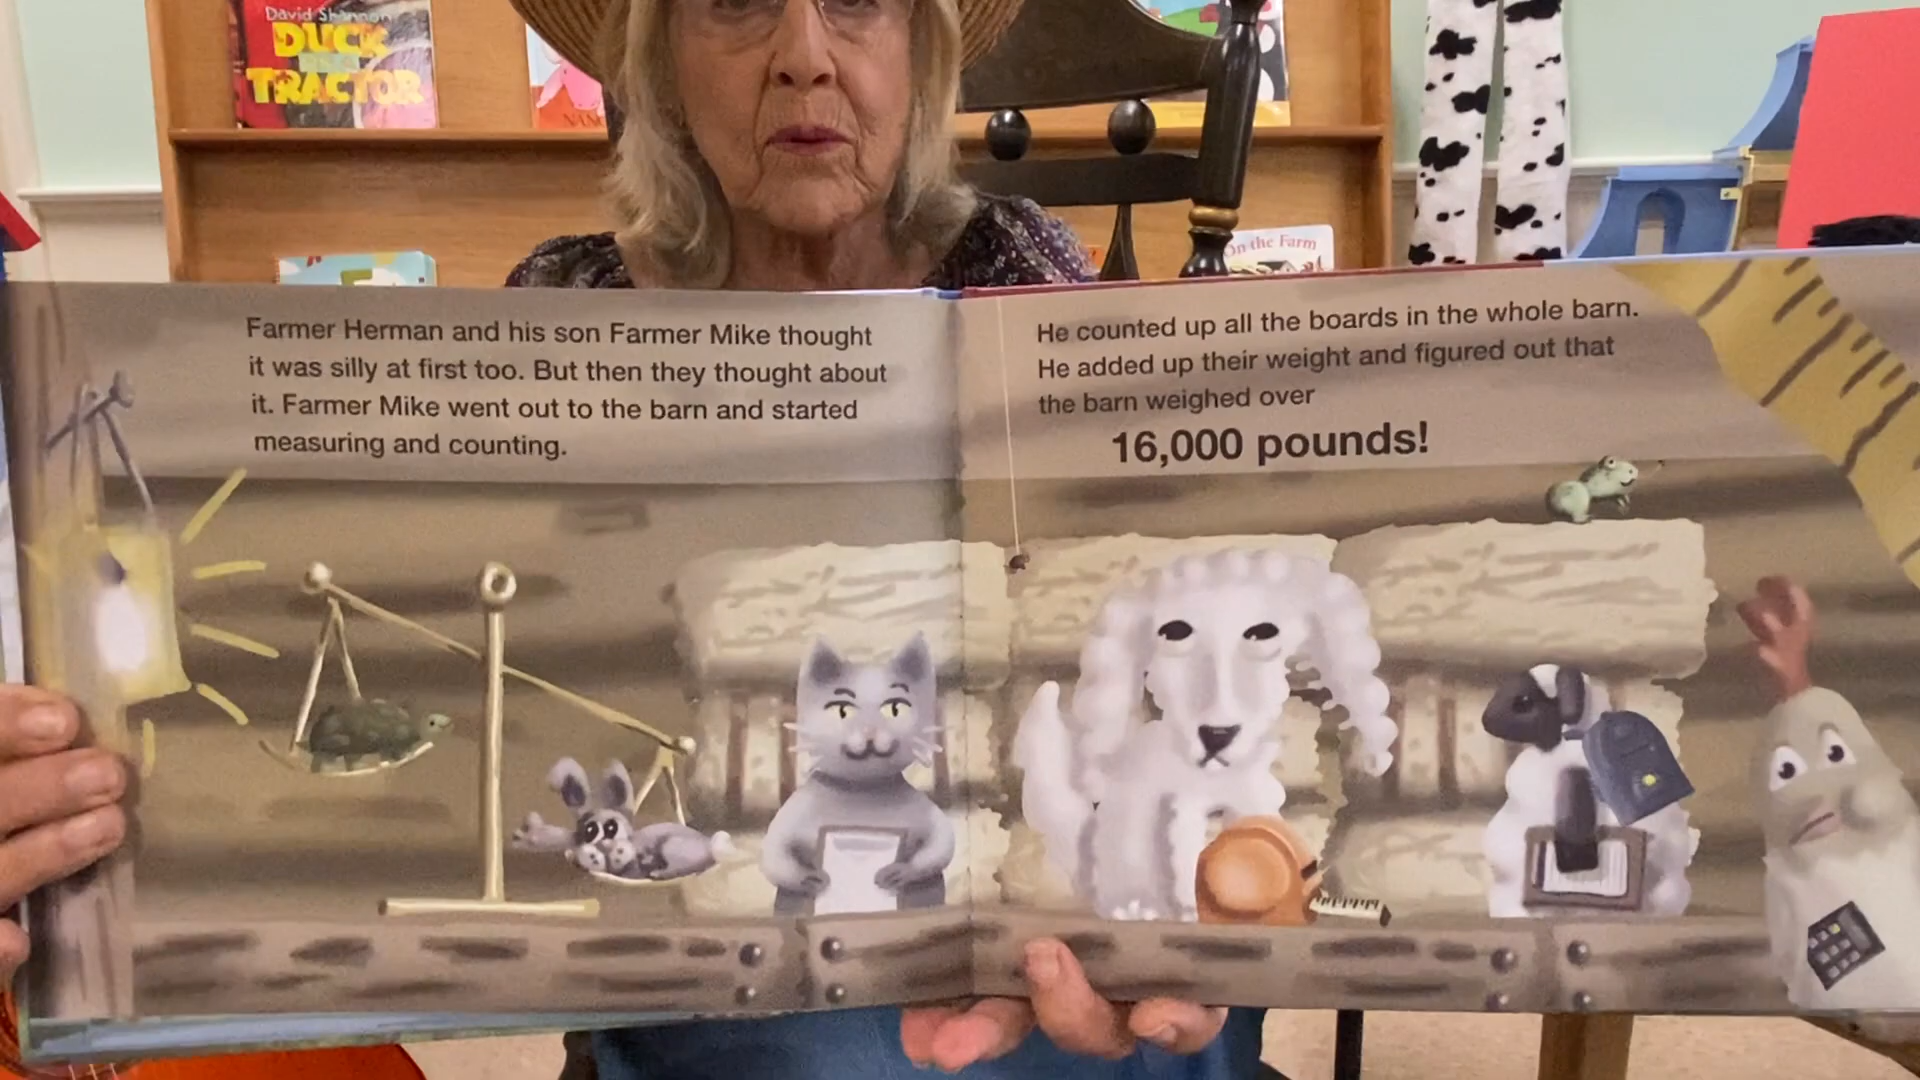 David Shannon
DUCK
TRACTOR
On the Farm
Farmer Herman and his son Farmer Mike thought
it was silly at first too. But then they thought about
it. Farmer Mike went out to the barn and started
measuring and counting.
He counted up all the boards in the whole barn.
He added up their weight and figured out that
the barn weighed over
16,000 pounds!